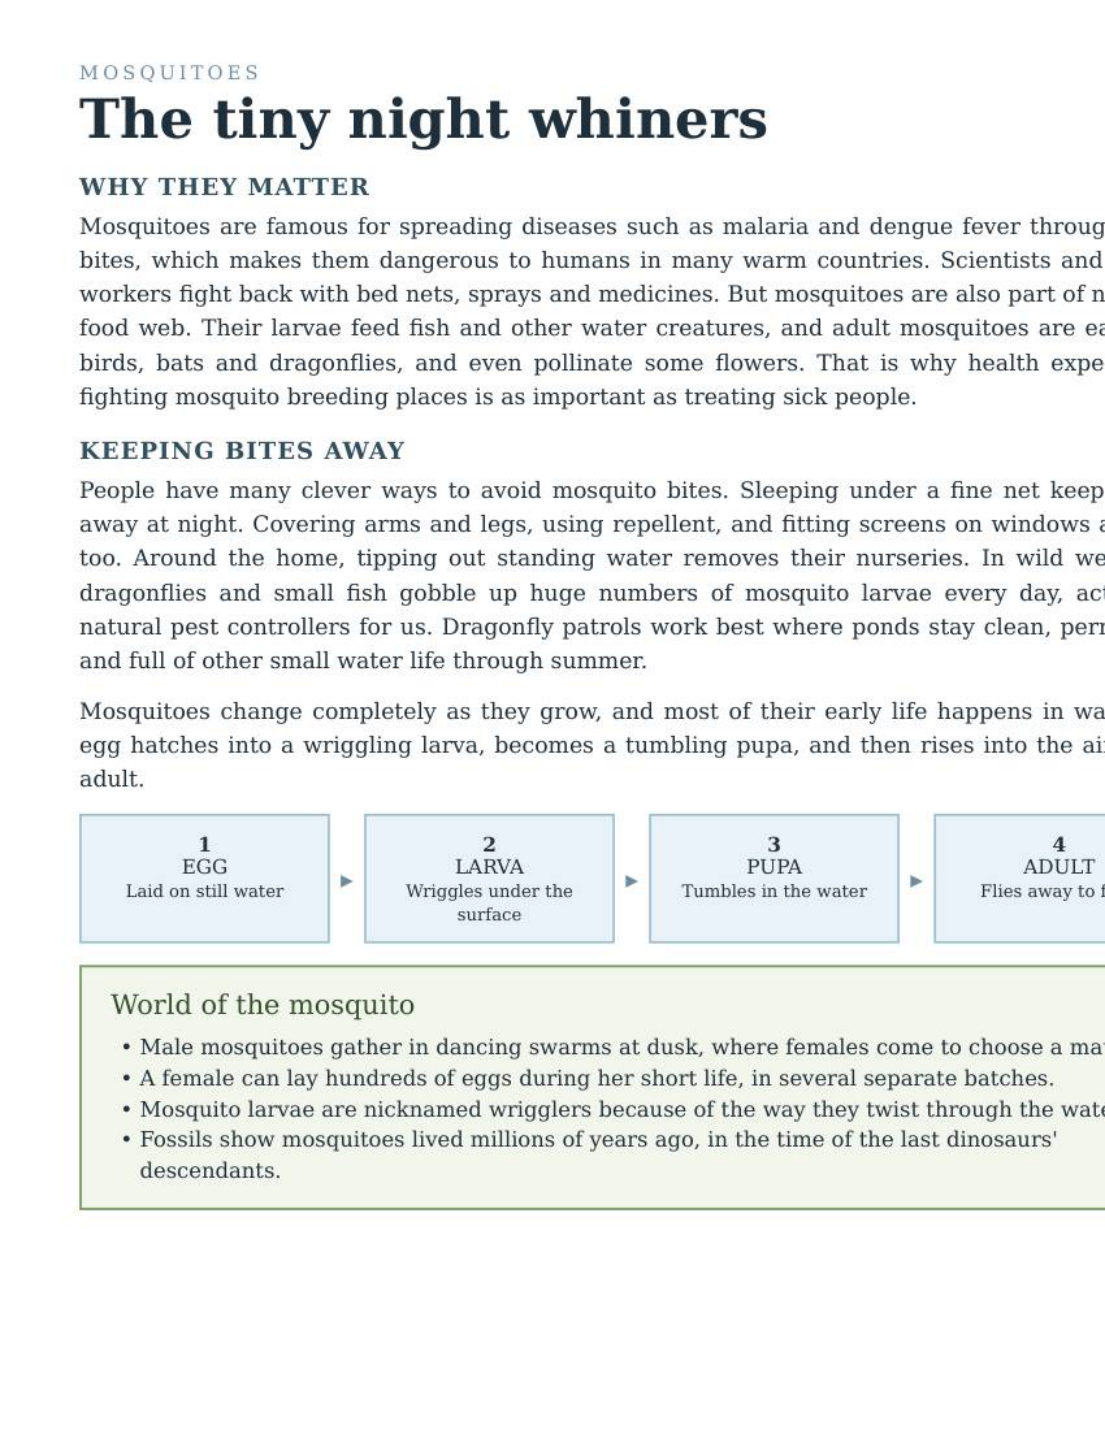 MOSQUITOES
The tiny night whiners
WHY THEY MATTER
Mosquitoes are famous for spreading diseases such as malaria and dengue fever
bites, which makes them dangerous to humans in many warm countries. Scientists and
workers fight back with bed nets, sprays and medicines. But mosquitoes are also part of
food web. Their larvae feed fish and other water creatures, and adult mosquitoes are
birds, bats and dragonflies, and even pollinate some flowers. That is why health
fighting mosquito breeding places is as important as treating sick people.
KEEPING BITES AWAY
People have many clever ways to avoid mosquito bites. Sleeping under a fine net
away at night. Covering arms and legs, using repellent, and fitting screens on windows
too. Around the home, tipping out standing water removes their nurseries. In wild
dragonflies and small fish gobble up huge numbers of mosquito larvae every day,
natural pest controllers for us. Dragonfly patrols work best where ponds stay clean,
and full of other small water life through summer.
Mosquitoes change completely as they grow, and most of their early life happens in
egg hatches into a wriggling larva, becomes a tumbling pupa, and then rises into the
adult.
1
EGG
Laid on still water
2
LARVA
Wriggles under the
surface
3
PUPA
Tumbles in the water
4
ADULT
Flies away to
World of the mosquito
• Male mosquitoes gather in dancing swarms at dusk, where females come to choose a
• A female can lay hundreds of eggs during her short life, in several separate batches.
• Mosquito larvae are nicknamed wrigglers because of the way they twist through the
• Fossils show mosquitoes lived millions of years ago, in the time of the last dinosaurs'
descendants.